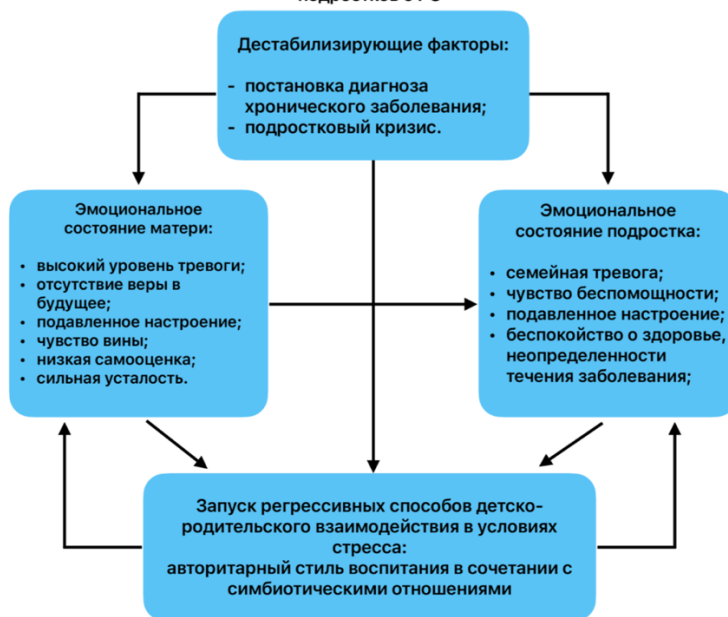 Дестабилизирующие факторы:
- постановка диагноза
хронического заболевания;
- подростковый кризис.
Эмоциональное
состояние матери:
• высокий уровень тревоги;
• отсутствие веры в
будущее;
• подавленное настроение;
• чувство вины;
• низкая самооценка;
• сильная усталость.
Эмоциональное
состояние подростка:
• семейная тревога;
• чувство беспомощности;
• подавленное настроение;
• беспокойство о здоровье,
неопределенности
течения заболевания;
Запуск регрессивных способов детско-
родительского взаимодействия в условиях
стресса:
авторитарный стиль воспитания в сочетании с
симбиотическими отношениями